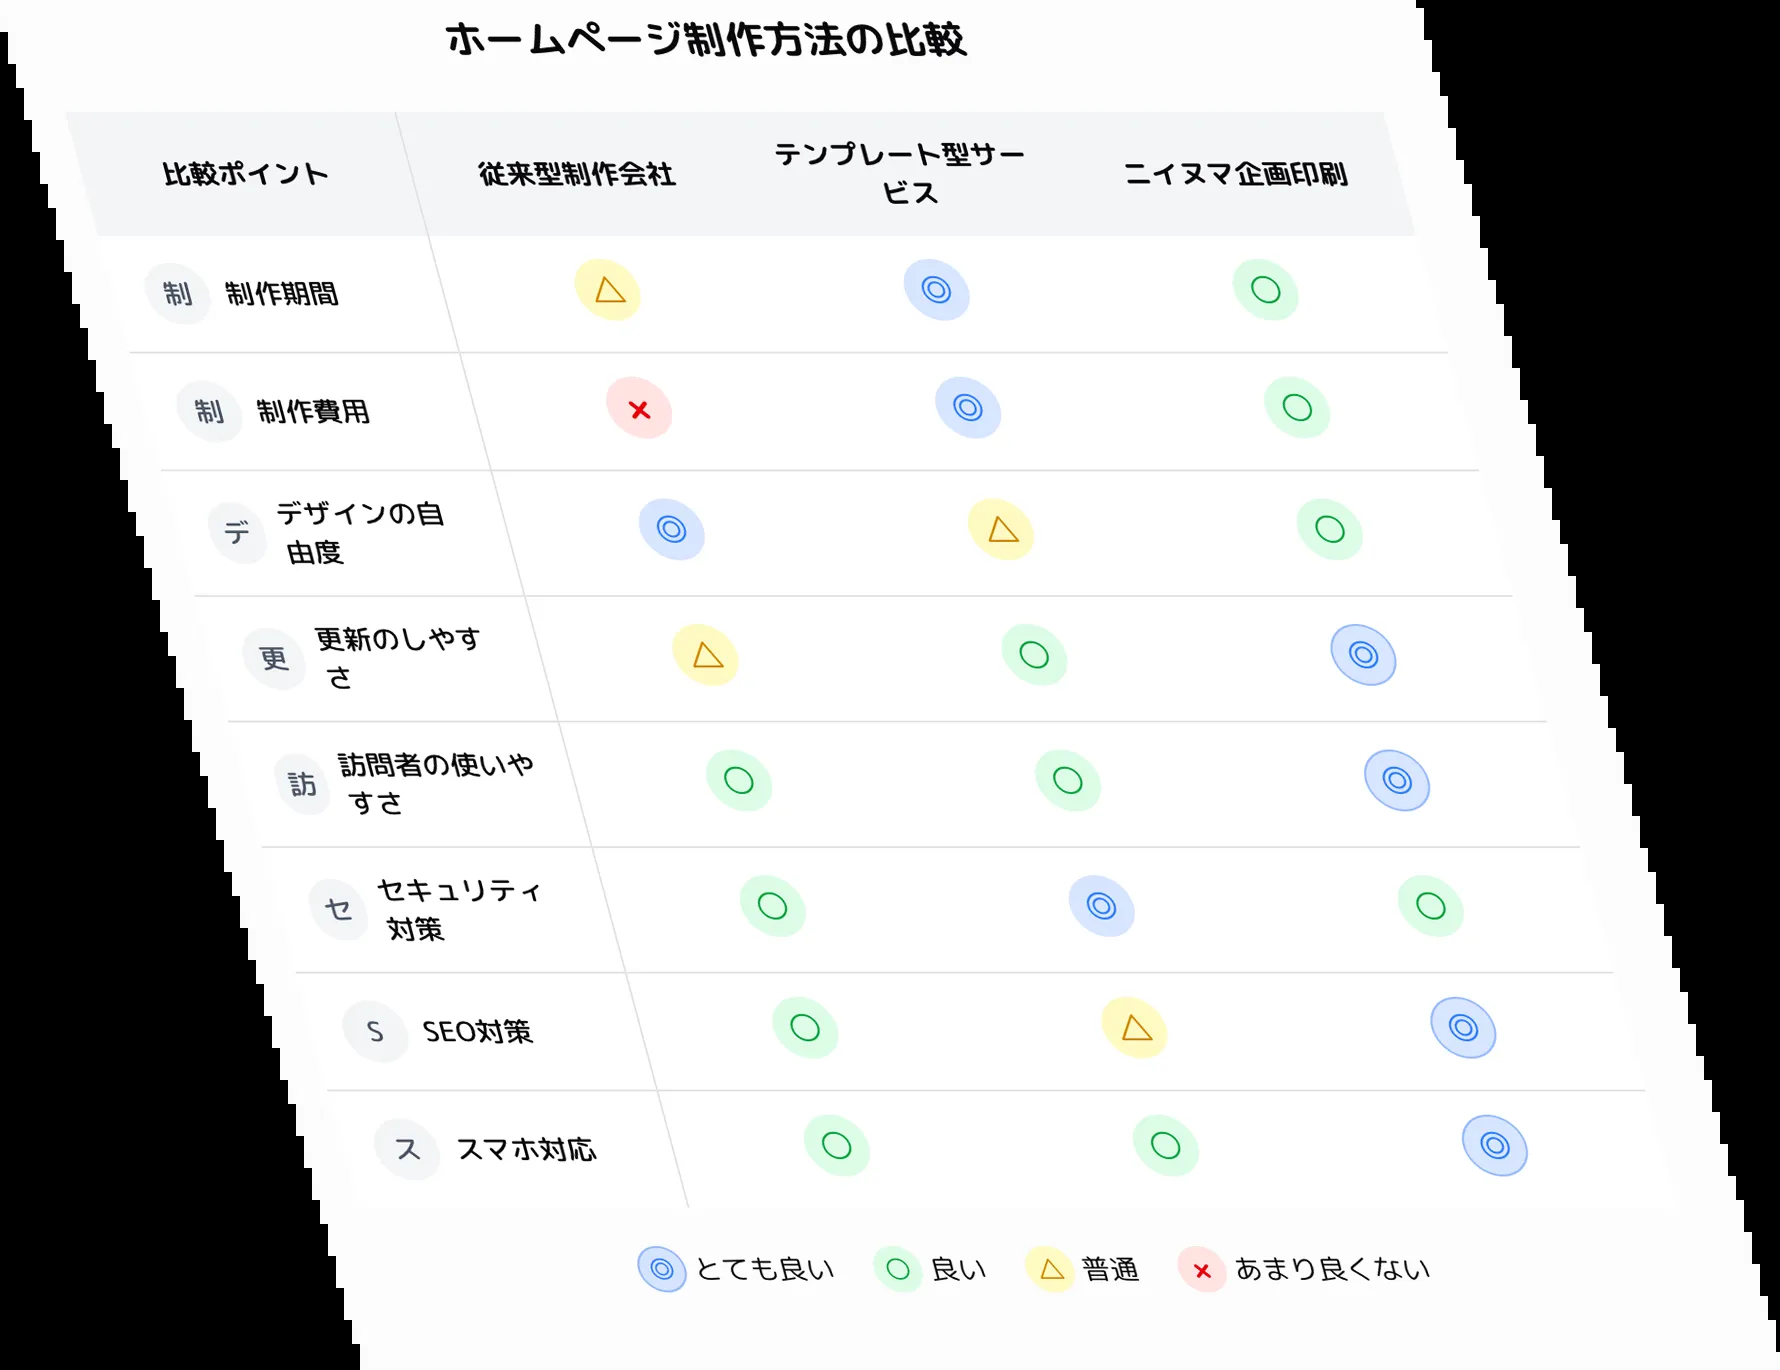 ホームページ制作方法の比較
比較ポイント 従来型制作会社 テンプレート型サー
ビス ニイヌマ企画印刷
制 制作期間 △ ◎ ○
制 制作費用 × ◎ ○
デ デザインの自
由度 ◎ △ ○
更 更新のしやす
さ △ ○ ◎
訪 訪問者の使いや
すさ ○ ○ ◎
セ セキュリティ
対策 ○ ◎ ○
S SEO対策 ○ △ ◎
ス スマホ対応 ○ ○ ◎
◎ とても良い ○ 良い △ 普通 × あまり良くない